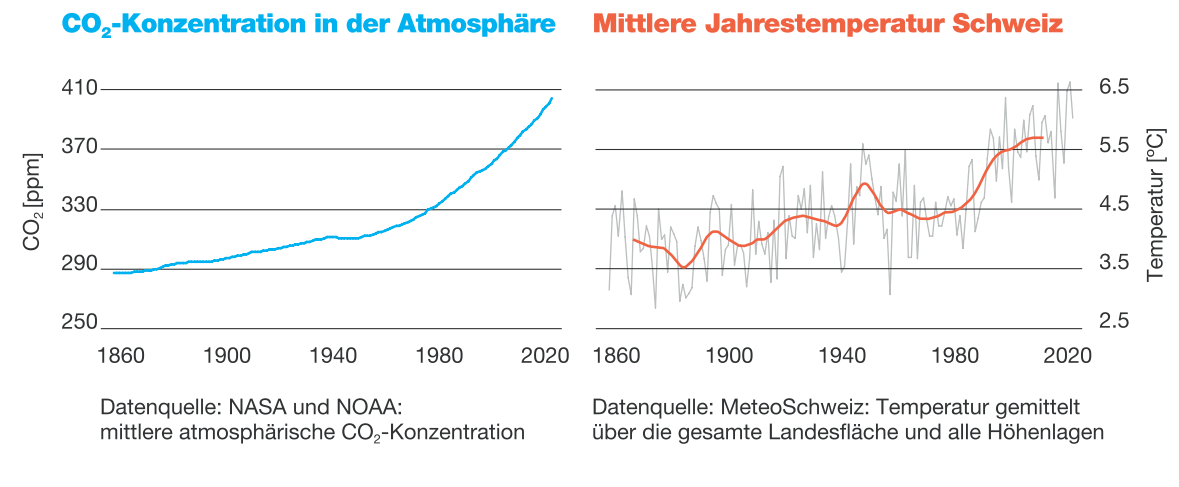 CO₂-Konzentration in der Atmosphäre
410
370
330
290
250
CO₂ [ppm]
1860 1900 1940 1980 2020
Datenquelle: NASA und NOAA:
mittlere atmosphärische CO₂-Konzentration
Mittlere Jahrestemperatur Schweiz
6.5
5.5
4.5
3.5
2.5
Temperatur [°C]
1860 1900 1940 1980 2020
Datenquelle: MeteoSchweiz: Temperatur gemittelt
über die gesamte Landesfläche und alle Höhenlagen